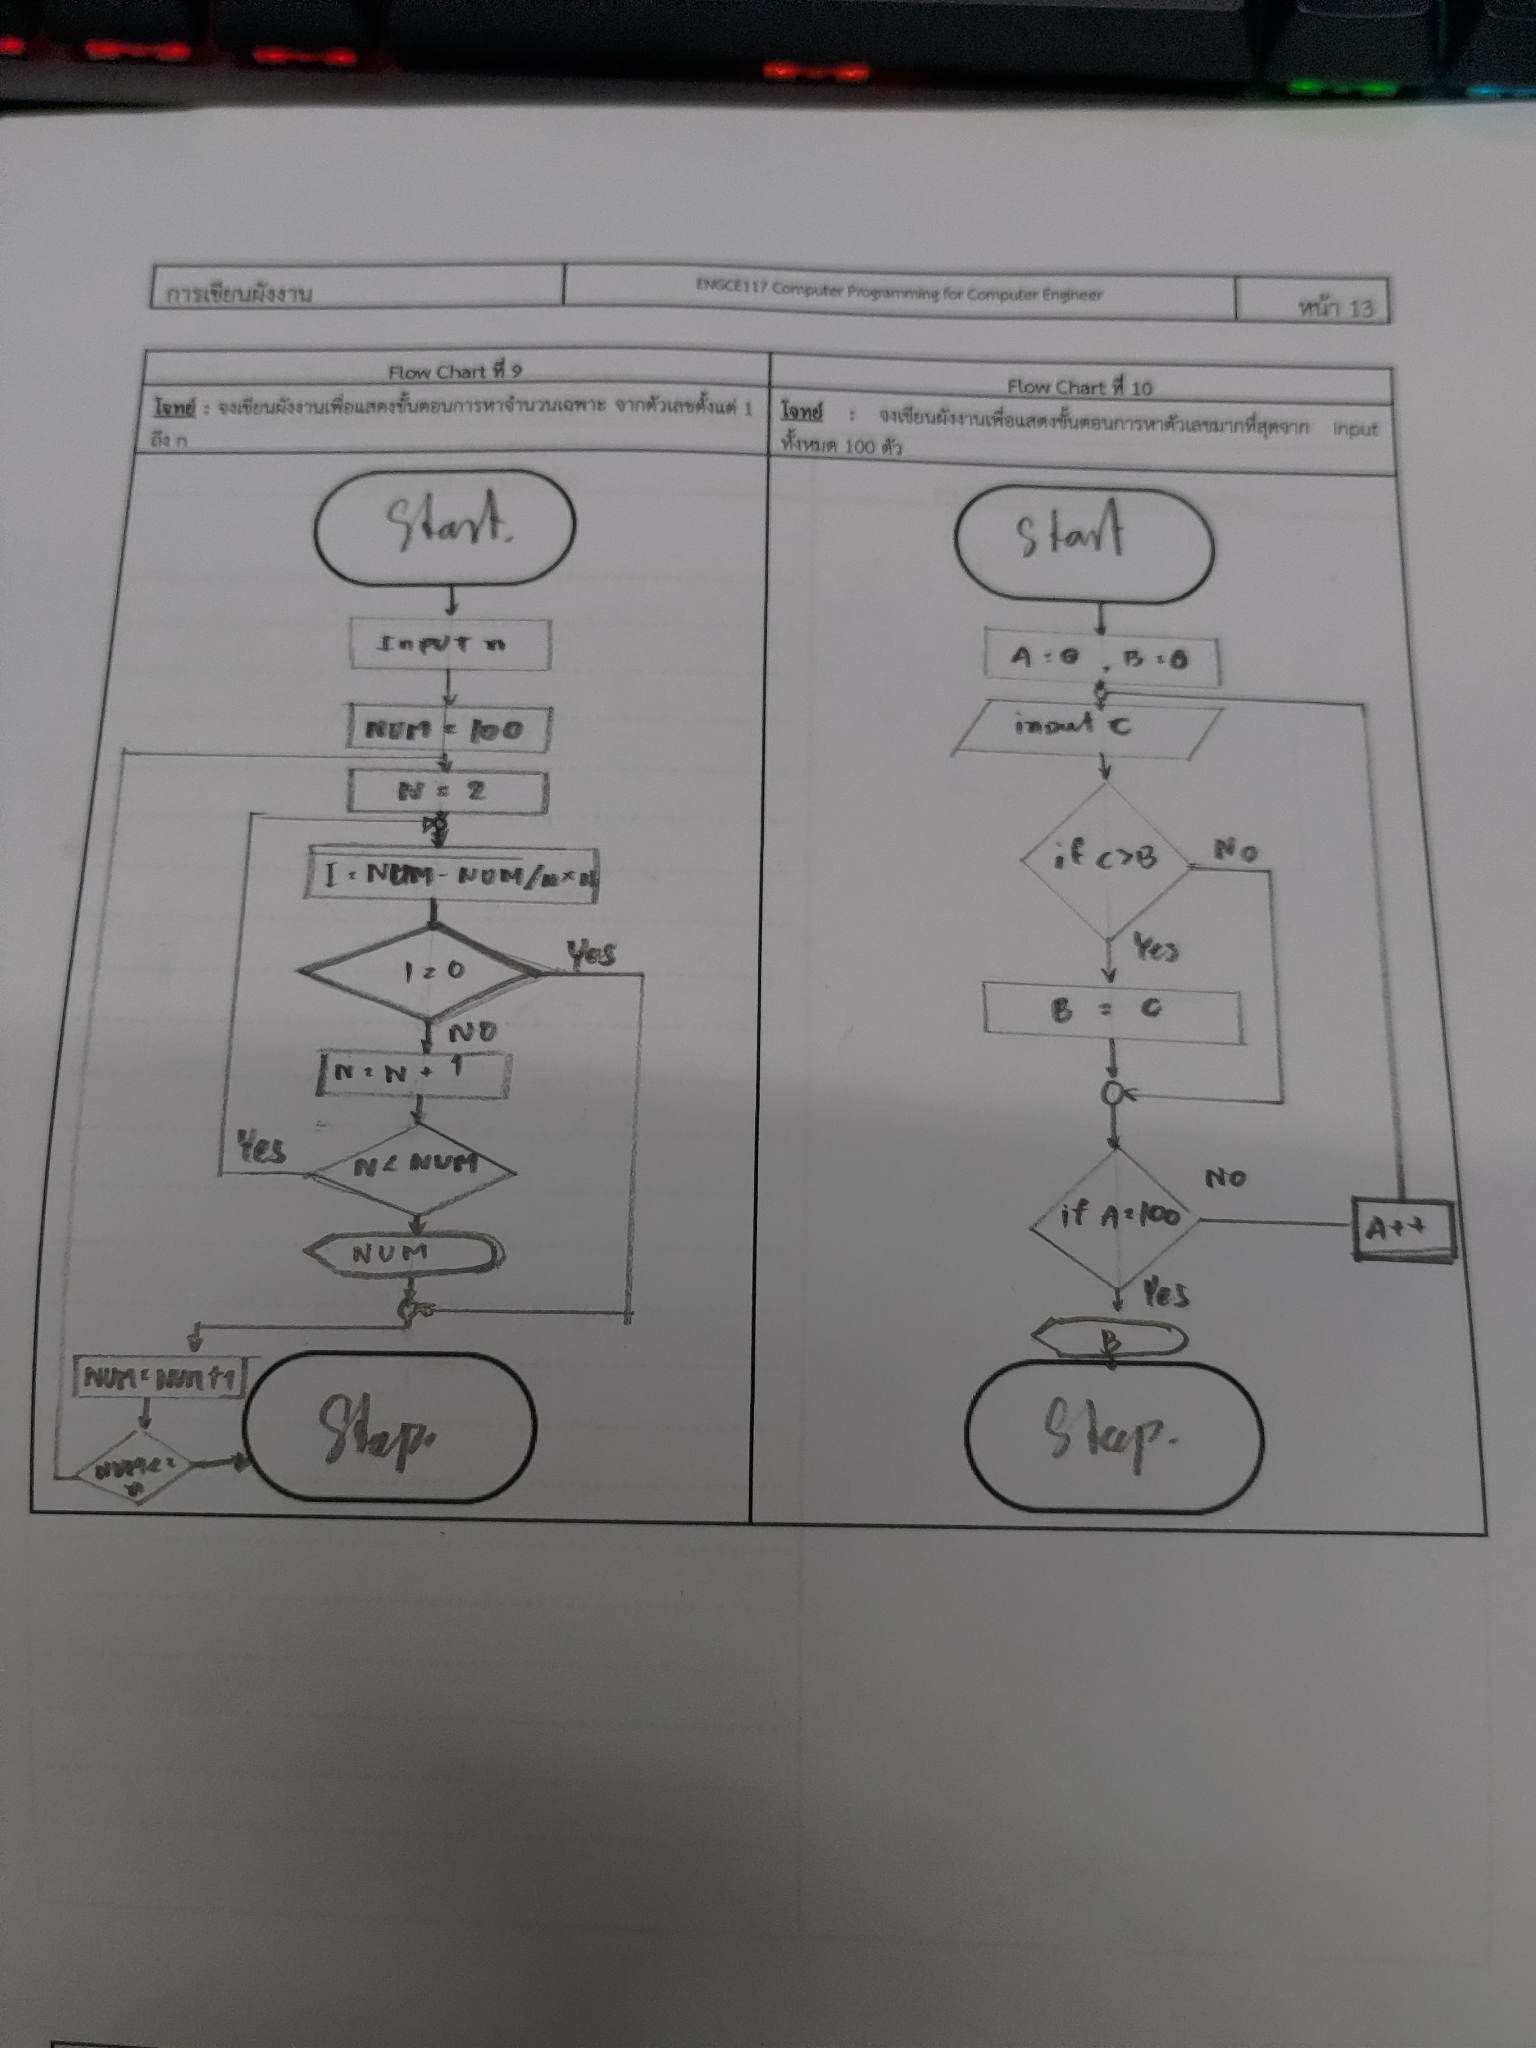 การเขียนผังงาน
ENGCE117 Computer Programming for Computer Engineer
หน้า 13
Flow Chart ที่ 9
โจทย์ : จงเขียนผังงานเพื่อแสดงขั้นตอนการหาจำนวนเฉพาะ จากตัวเลขตั้งแต่ 1
ถึง n
Start.
Input n
NUM = 100
N = 2
I = NUM - NUM/N×N
I = 0
Yes
NO
N = N + 1
N < NUM
Yes
NUM
NUM = NUM + 1
NUM <=
n
Stop.
Flow Chart ที่ 10
โจทย์ : จงเขียนผังงานเพื่อแสดงขั้นตอนการหาตัวเลขมากที่สุดจาก Input
ทั้งหมด 100 ตัว
Start
A = 0 , B = 0
input C
if C>B
NO
Yes
B = C
if A=100
NO
A++
Yes
B
Stop.